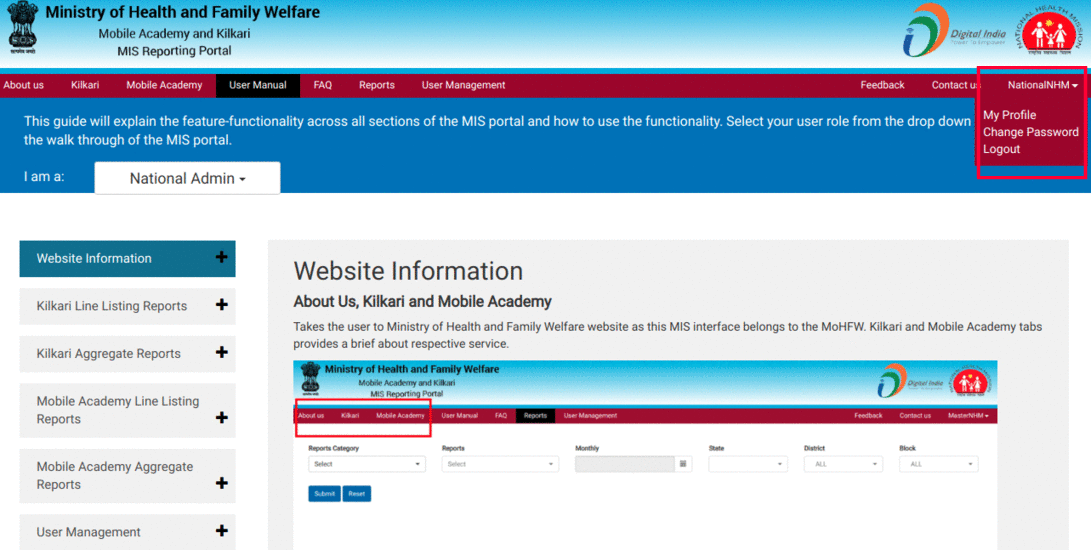 Ministry of Health and Family Welfare
Mobile Academy and Kilkari
MIS Reporting Portal
सत्यमेव जयते
Digital India
Power To Empower
NATIONAL HEALTH MISSION
About us Kilkari Mobile Academy User Manual FAQ Reports User Management Feedback Contact us NationalNHM
My Profile
Change Password
Logout
This guide will explain the feature-functionality across all sections of the MIS portal and how to use the functionality. Select your user role from the drop down
the walk through of the MIS portal.
I am a: National Admin
Website Information
Kilkari Line Listing Reports
Kilkari Aggregate Reports
Mobile Academy Line Listing
Reports
Mobile Academy Aggregate
Reports
User Management
Website Information
About Us, Kilkari and Mobile Academy
Takes the user to Ministry of Health and Family Welfare website as this MIS interface belongs to the MoHFW. Kilkari and Mobile Academy tabs
provides a brief about respective service.
Ministry of Health and Family Welfare
Mobile Academy and Kilkari
MIS Reporting Portal
Digital India
About us Kilkari Mobile Academy User Manual FAQ Reports User Management Feedback Contact us MasterNHM
Reports Category Reports Monthly State District Block
Select Select ALL ALL
Submit Reset